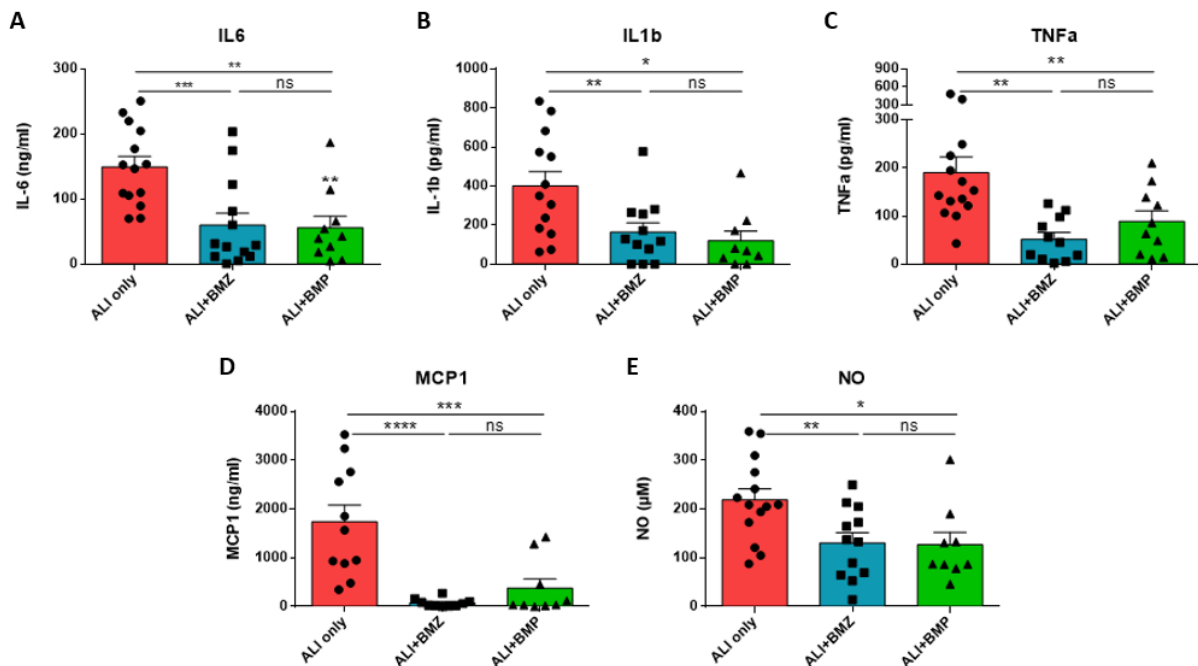 A
IL6
IL-6 (ng/ml)
300
200
100
0
**
***
ns
**
ALI only
ALI+BMZ
ALI+BMP
B
IL1b
IL-1b (pg/ml)
1000
800
600
400
200
0
*
**
ns
ALI only
ALI+BMZ
ALI+BMP
C
TNFa
TNFa (pg/ml)
900
700
500
300
300
200
100
0
**
**
ns
ALI only
ALI+BMZ
ALI+BMP
D
MCP1
MCP1 (ng/ml)
4000
3000
2000
1000
0
***
****
ns
ALI only
ALI+BMZ
ALI+BMP
E
NO
NO (µM)
400
300
200
100
0
*
**
ns
ALI only
ALI+BMZ
ALI+BMP